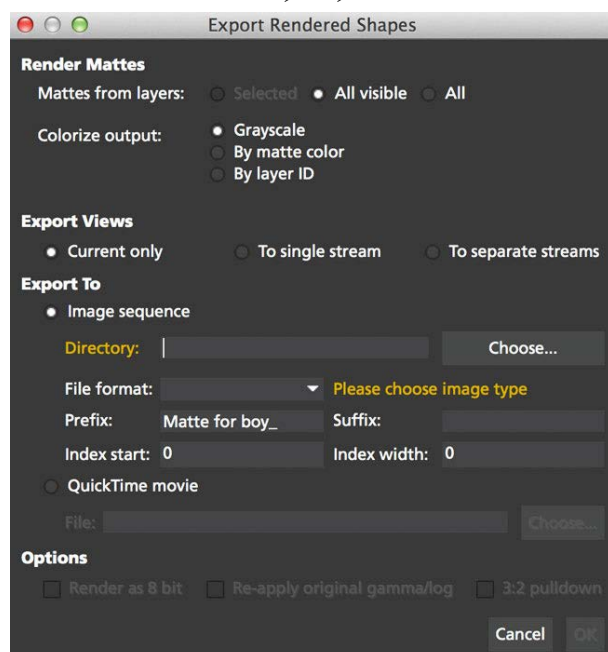 Export Rendered Shapes
Render Mattes
Mattes from layers: Selected All visible All
Colorize output: Grayscale
By matte color
By layer ID
Export Views
Current only To single stream To separate streams
Export To
Image sequence
Directory: Choose...
File format: Please choose image type
Prefix: Matte for boy_ Suffix:
Index start: 0 Index width: 0
QuickTime movie
File: Choose...
Options
Render as 8 bit Re-apply original gamma/log 3:2 pulldown
Cancel OK